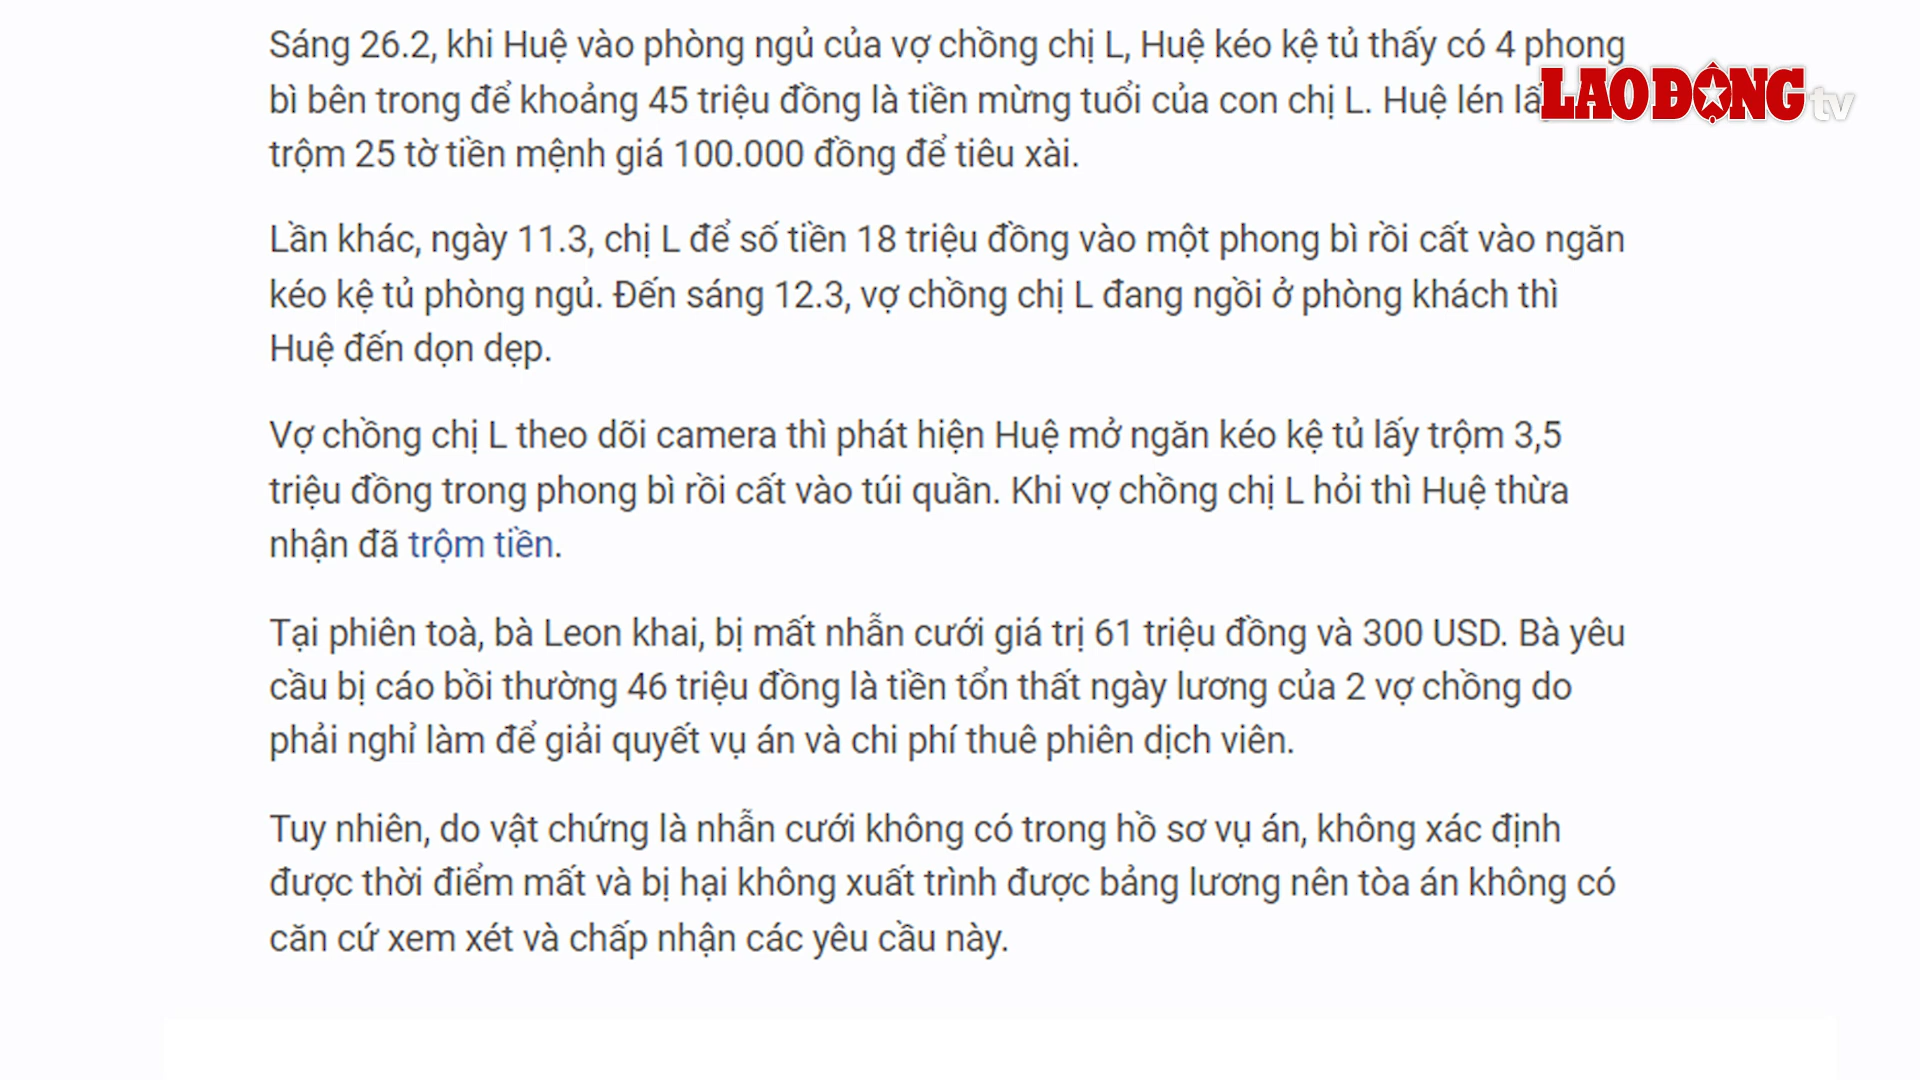 Sáng 26.2, khi Huệ vào phòng ngủ của vợ chồng chị L, Huệ kéo kệ tủ thấy có 4 phong
bì bên trong để khoảng 45 triệu đồng là tiền mừng tuổi của con chị L. Huệ lén
LAO ĐỘNG tv
trộm 25 tờ tiền mệnh giá 100.000 đồng để tiêu xài.
Lần khác, ngày 11.3, chị L để số tiền 18 triệu đồng vào một phong bì rồi cất vào ngăn
kéo kệ tủ phòng ngủ. Đến sáng 12.3, vợ chồng chị L đang ngồi ở phòng khách thì
Huệ đến dọn dẹp.
Vợ chồng chị L theo dõi camera thì phát hiện Huệ mở ngăn kéo kệ tủ lấy trộm 3,5
triệu đồng trong phong bì rồi cất vào túi quần. Khi vợ chồng chị L hỏi thì Huệ thừa
nhận đã trộm tiền.
Tại phiên toà, bà Leon khai, bị mất nhẫn cưới giá trị 61 triệu đồng và 300 USD. Bà yêu
cầu bị cáo bồi thường 46 triệu đồng là tiền tổn thất ngày lương của 2 vợ chồng do
phải nghỉ làm để giải quyết vụ án và chi phí thuê phiên dịch viên.
Tuy nhiên, do vật chứng là nhẫn cưới không có trong hồ sơ vụ án, không xác định
được thời điểm mất và bị hại không xuất trình được bảng lương nên tòa án không có
căn cứ xem xét và chấp nhận các yêu cầu này.